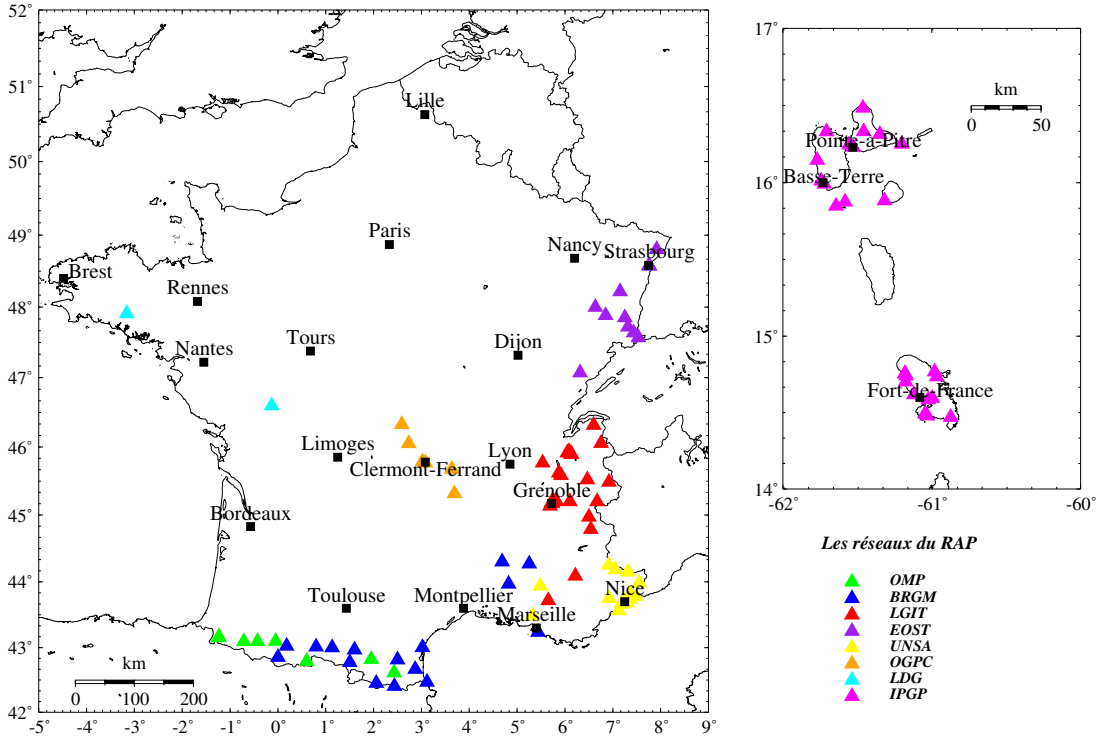 52˚
51˚
50˚
49˚
48˚
47˚
46˚
45˚
44˚
43˚
42˚
-5˚
-4˚
-3˚
-2˚
-1˚
0˚
1˚
2˚
3˚
4˚
5˚
6˚
7˚
8˚
9˚
Lille
Paris
Nancy
Strasbourg
Brest
Rennes
Tours
Dijon
Nantes
Limoges
Lyon
Clermont-Ferrand
Grenoble
Bordeaux
Toulouse
Montpellier
Nice
Marseille
km
0 100 200
17˚
16˚
15˚
14˚
-62˚
-61˚
-60˚
km
0 50
Pointe-a-Pitre
Basse-Terre
Fort-de-France
Les réseaux du RAP
OMP
BRGM
LGIT
EOST
UNSA
OGPC
LDG
IPGP